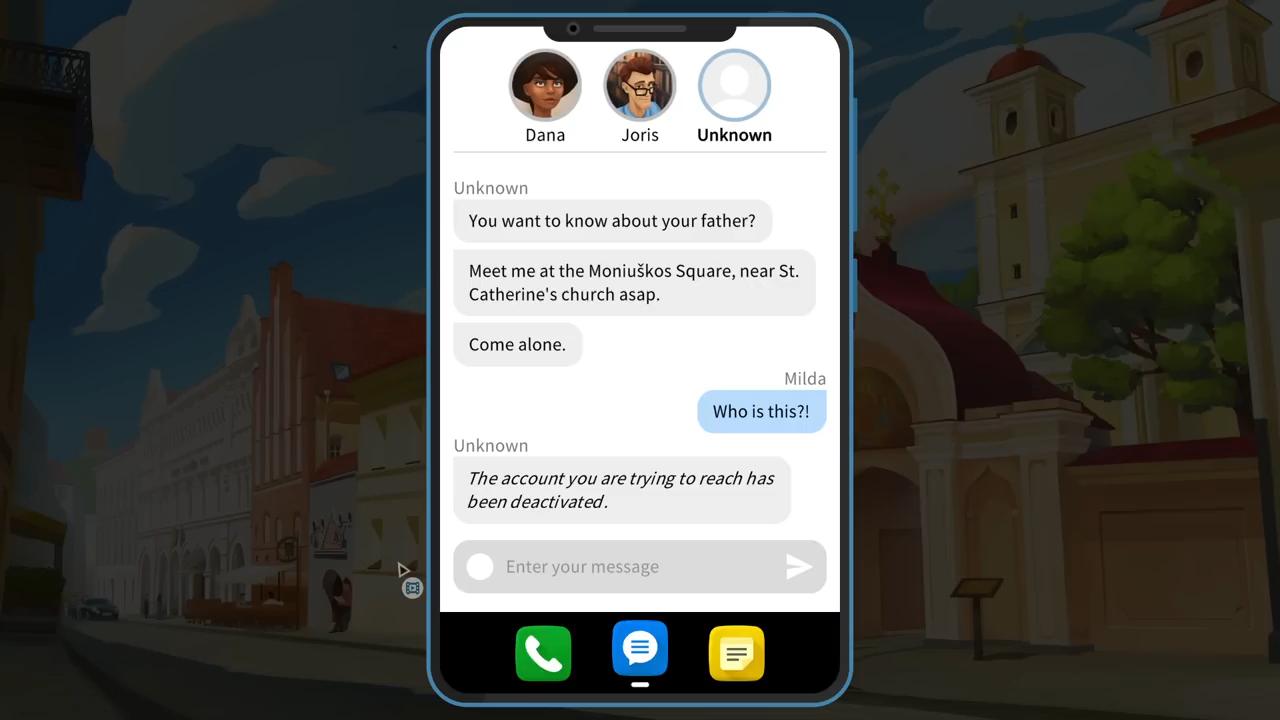 Dana
Joris
Unknown
Unknown
You want to know about your father?
Meet me at the Moniuškos Square, near St.
Catherine's church asap.
Come alone.
Milda
Who is this?!
Unknown
The account you are trying to reach has
been deactivated.
Enter your message